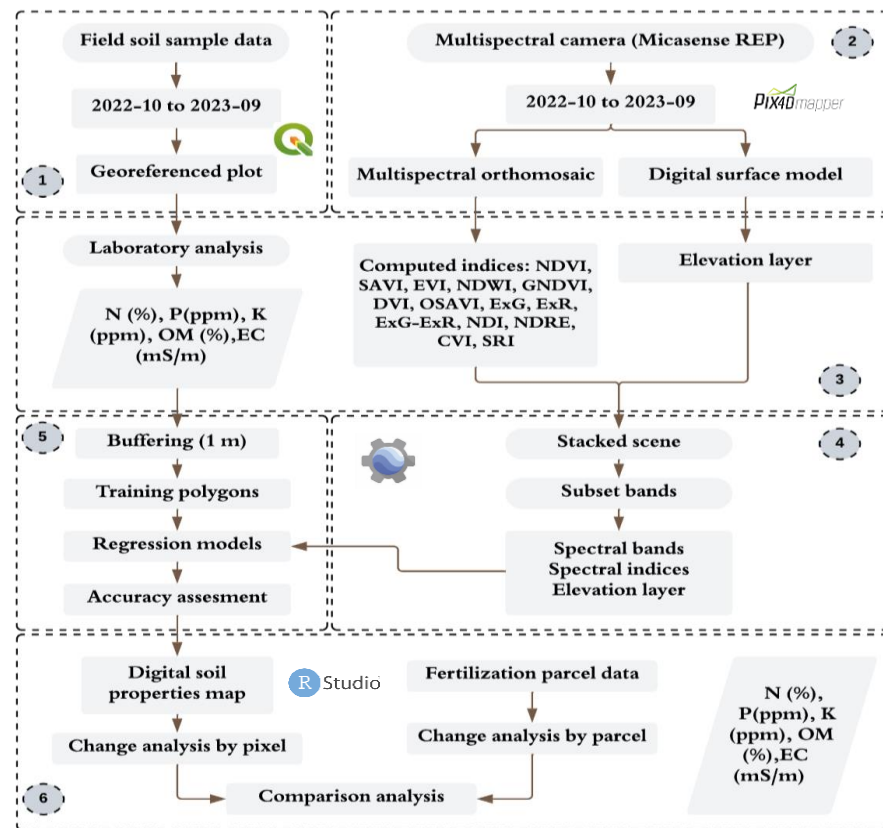 Field soil sample data
2022-10 to 2023-09
Georeferenced plot
1
Multispectral camera (Micasense REP)
2
2022-10 to 2023-09
PIX4Dmapper
Multispectral orthomosaic
Digital surface model
Laboratory analysis
N (%), P(ppm), K
(ppm), OM (%),EC
(mS/m)
Computed indices: NDVI,
SAVI, EVI, NDWI, GNDVI,
DVI, OSAVI, ExG, ExR,
ExG-ExR, NDI, NDRE,
CVI, SRI
Elevation layer
3
5
Buffering (1 m)
Training polygons
Regression models
Accuracy assesment
4
Stacked scene
Subset bands
Spectral bands
Spectral indices
Elevation layer
Digital soil
properties map
R Studio
Change analysis by pixel
Fertilization parcel data
Change analysis by parcel
Comparison analysis
N (%),
P(ppm), K
(ppm), OM
(%),EC
(mS/m)
6